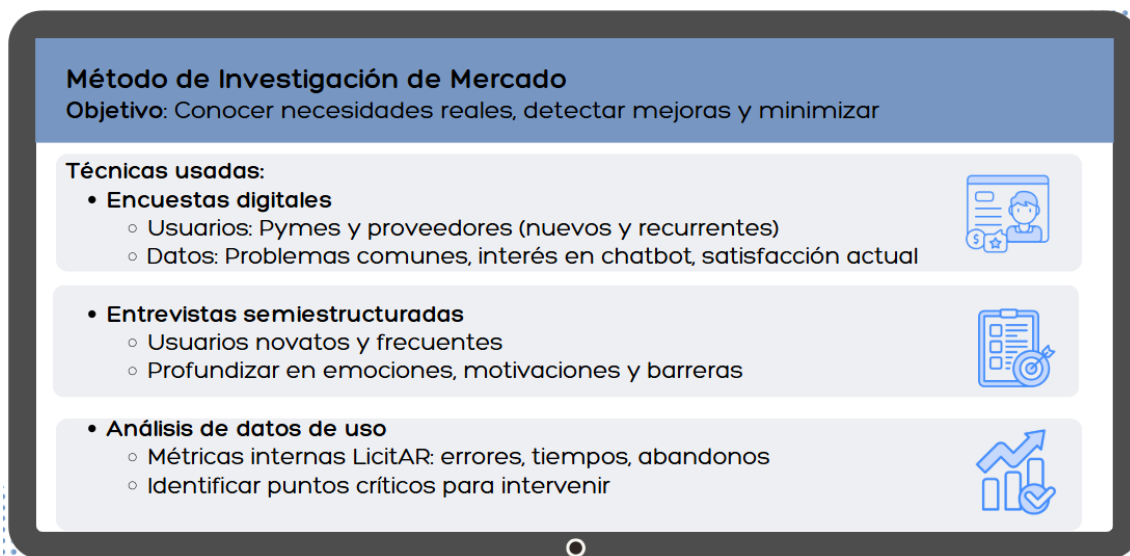 Método de Investigación de Mercado
Objetivo: Conocer necesidades reales, detectar mejoras y minimizar
Técnicas usadas:
• Encuestas digitales
◦ Usuarios: Pymes y proveedores (nuevos y recurrentes)
◦ Datos: Problemas comunes, interés en chatbot, satisfacción actual
• Entrevistas semiestructuradas
◦ Usuarios novatos y frecuentes
◦ Profundizar en emociones, motivaciones y barreras
• Análisis de datos de uso
◦ Métricas internas LicitAR: errores, tiempos, abandonos
◦ Identificar puntos críticos para intervenir